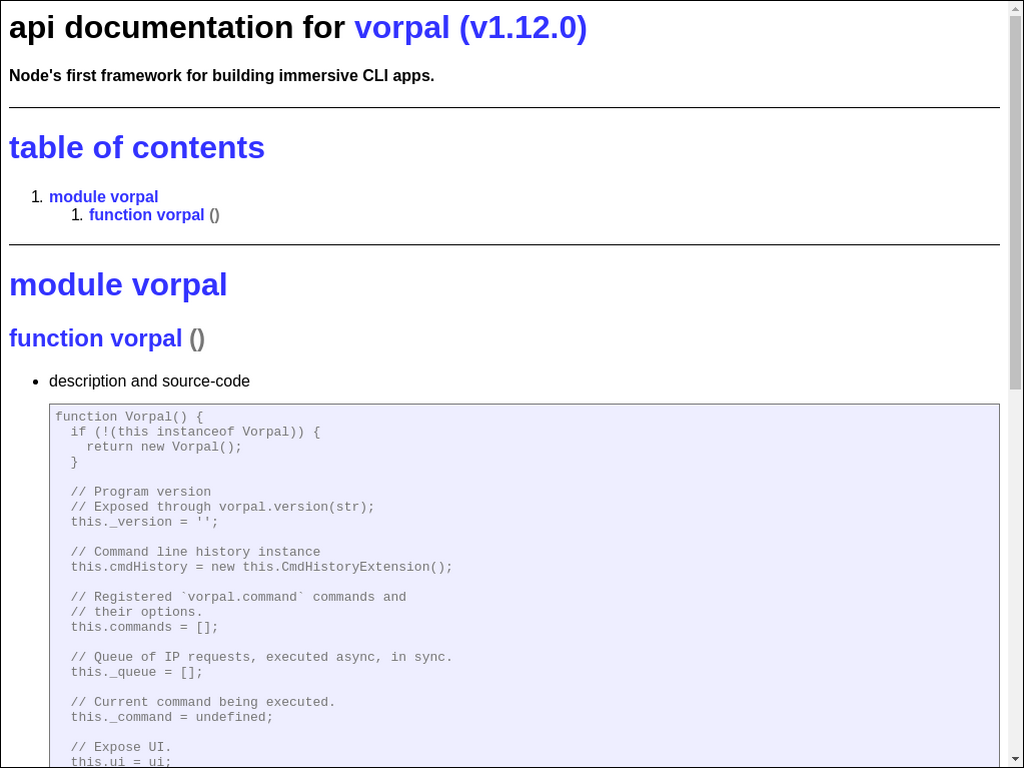 api documentation for vorpal (v1.12.0)
Node's first framework for building immersive CLI apps.
table of contents
1. module vorpal
1. function vorpal ()
module vorpal
function vorpal ()
• description and source-code
function Vorpal() {
  if (!(this instanceof Vorpal)) {
    return new Vorpal();
  }
  // Program version
  // Exposed through vorpal.version(str);
  this._version = '';
  // Command line history instance
  this.cmdHistory = new this.CmdHistoryExtension();
  // Registered `vorpal.command` commands and
  // their options.
  this.commands = [];
  // Queue of IP requests, executed async, in sync.
  this._queue = [];
  // Current command being executed.
  this._command = undefined;
  // Expose UI.
  this.ui = ui;